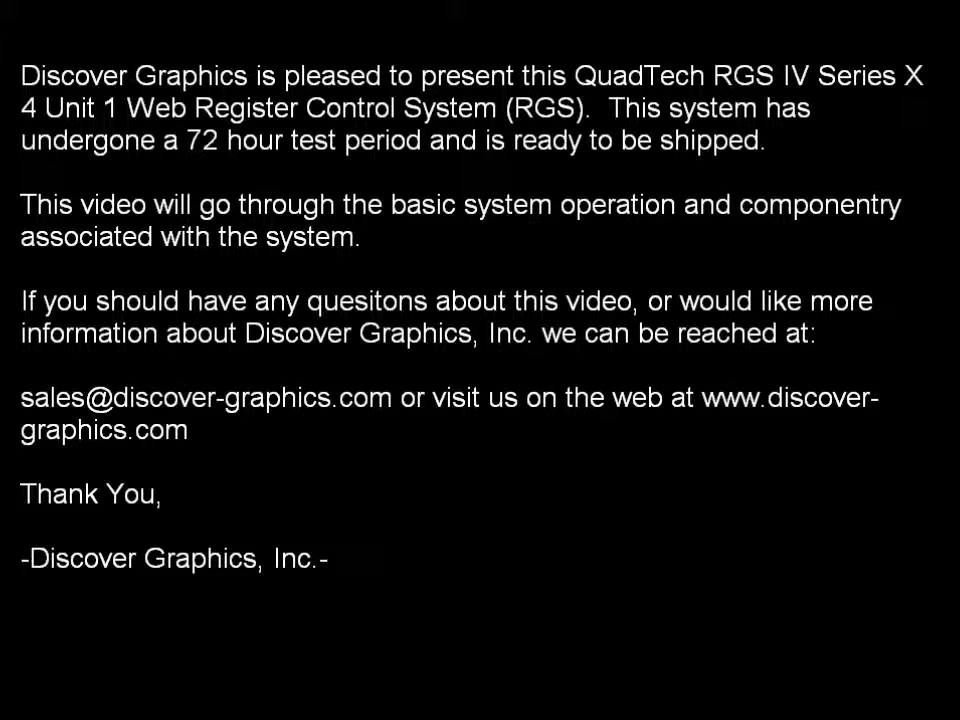 Discover Graphics is pleased to present this QuadTech RGS IV Series X
4 Unit 1 Web Register Control System (RGS).  This system has
undergone a 72 hour test period and is ready to be shipped.
This video will go through the basic system operation and componentry
associated with the system.
If you should have any quesitons about this video, or would like more
information about Discover Graphics, Inc. we can be reached at:
sales@discover-graphics.com or visit us on the web at www.discover-
graphics.com
Thank You,
-Discover Graphics, Inc.-